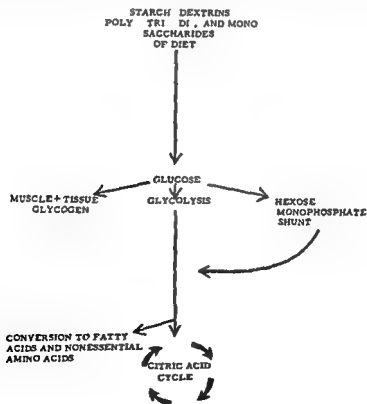 STARCH DEXTRINS
POLY TRI DI, AND MONO
SACCHARIDES
OF DIET
GLUCOSE
MUSCLE + TISSUE
GLYCOGEN
GLYCOLYSIS
HEXOSE
MONOPHOSPHATE
SHUNT
CONVERSION TO FATTY
ACIDS AND NONESSENTIAL
AMINO ACIDS
CITRIC ACID
CYCLE